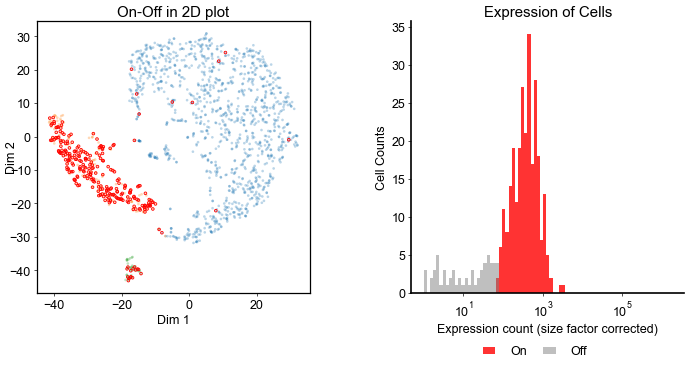 On-Off in 2D plot
Dim 2
30
20
10
0
−10
−20
−30
−40
−40 −20 0 20
Dim 1
Expression of Cells
Cell Counts
35
30
25
20
15
10
5
0
10^1 10^3 10^5
Expression count (size factor corrected)
On Off